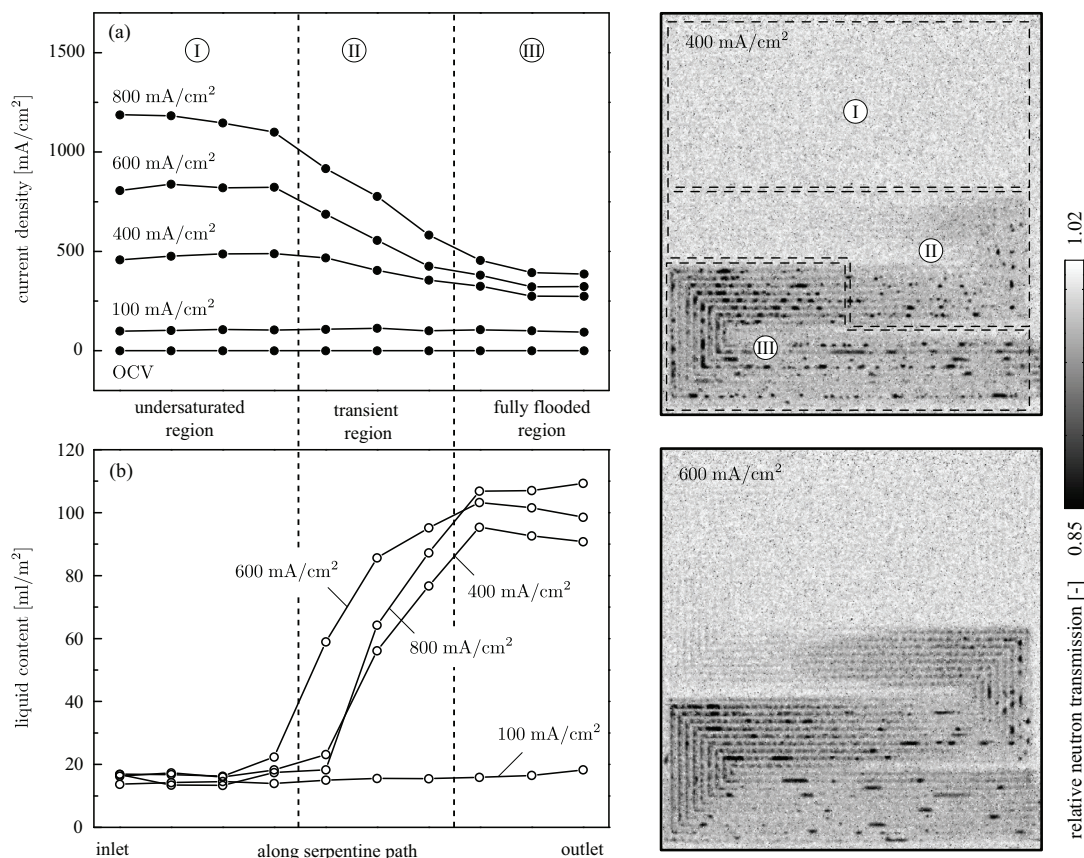 (a)
I
II
III
1500
1000
500
0
current density [mA/cm²]
800 mA/cm²
600 mA/cm²
400 mA/cm²
100 mA/cm²
OCV
undersaturated
region
transient
region
fully flooded
region
(b)
120
100
80
60
40
20
0
liquid content [ml/m²]
600 mA/cm²
400 mA/cm²
800 mA/cm²
100 mA/cm²
inlet
along serpentine path
outlet
400 mA/cm²
I
II
III
600 mA/cm²
1.02
0.85
relative neutron transmission [-]